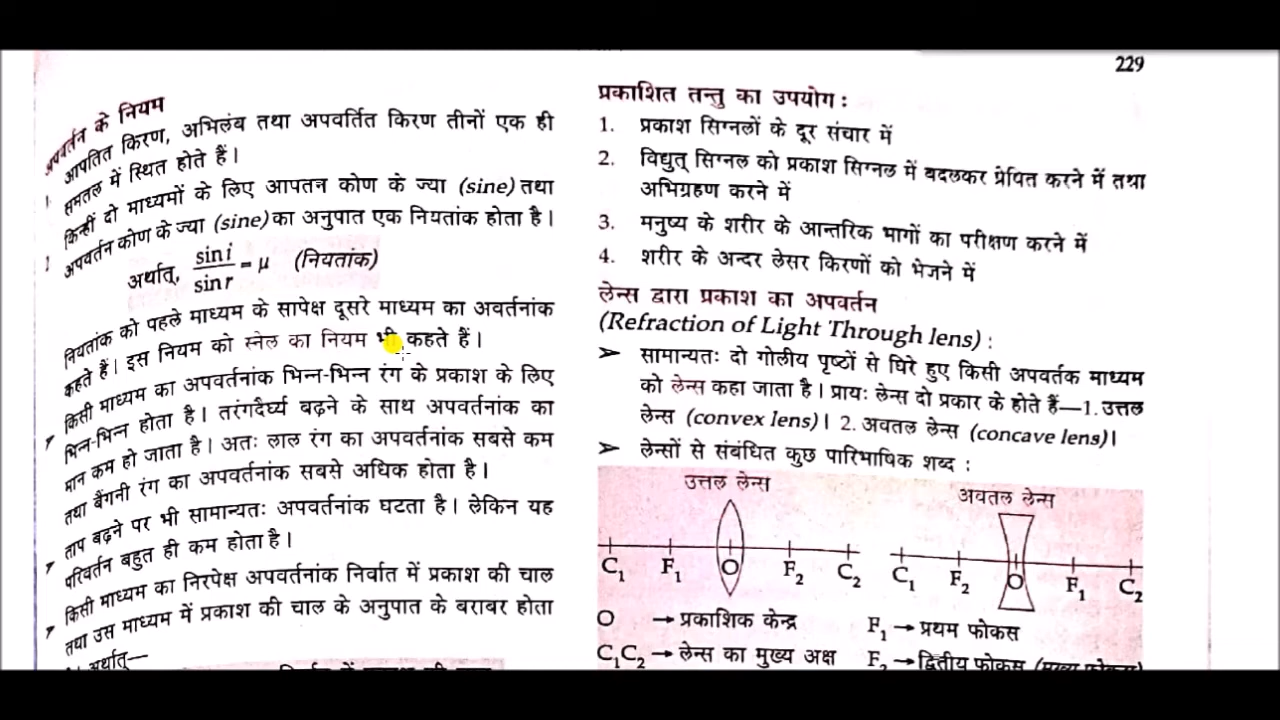 229
अपवर्तन के नियम
आपतित किरण, अभिलंब तथा अपवर्तित किरण तीनों एक ही
समतल में स्थित होते हैं।
किन्हीं दो माध्यमों के लिए आपतन कोण के ज्या (sine) तथा
अपवर्तन कोण के ज्या (sine) का अनुपात एक नियतांक होता है।
अर्थात्, sin i / sin r = μ (नियतांक)
नियतांक को पहले माध्यम के सापेक्ष दूसरे माध्यम का अवर्तनांक
कहते हैं। इस नियम को स्नेल का नियम भी कहते हैं।
किसी माध्यम का अपवर्तनांक भिन्न-भिन्न रंग के प्रकाश के लिए
भिन्न-भिन्न होता है। तरंगदैर्घ्य बढ़ने के साथ अपवर्तनांक का
मान कम हो जाता है। अतः लाल रंग का अपवर्तनांक सबसे कम
तथा बैंगनी रंग का अपवर्तनांक सबसे अधिक होता है।
ताप बढ़ने पर भी सामान्यतः अपवर्तनांक घटता है। लेकिन यह
परिवर्तन बहुत ही कम होता है।
किसी माध्यम का निरपेक्ष अपवर्तनांक निर्वात में प्रकाश की चाल
तथा उस माध्यम में प्रकाश की चाल के अनुपात के बराबर होता
अर्थात्—
प्रकाशित तन्तु का उपयोग :
1. प्रकाश सिग्नलों के दूर संचार में
2. विद्युत् सिग्नल को प्रकाश सिग्नल में बदलकर प्रेषित करने में तथा
अभिग्रहण करने में
3. मनुष्य के शरीर के आन्तरिक भागों का परीक्षण करने में
4. शरीर के अन्दर लेसर किरणों को भेजने में
लेन्स द्वारा प्रकाश का अपवर्तन
(Refraction of Light Through lens) :
➢ सामान्यतः दो गोलीय पृष्ठों से घिरे हुए किसी अपवर्तक माध्यम
को लेन्स कहा जाता है। प्रायः लेन्स दो प्रकार के होते हैं—1. उत्तल
लेन्स (convex lens)। 2. अवतल लेन्स (concave lens)।
➢ लेन्सों से संबंधित कुछ पारिभाषिक शब्द :
उत्तल लेन्स अवतल लेन्स
C₁ F₁ O F₂ C₂ C₁ F₂ O F₁ C₂
O → प्रकाशिक केन्द्र F₁ → प्रथम फोकस
C₁C₂ → लेन्स का मुख्य अक्ष F₂ → द्वितीय फोकस (मुख्य फोकस)